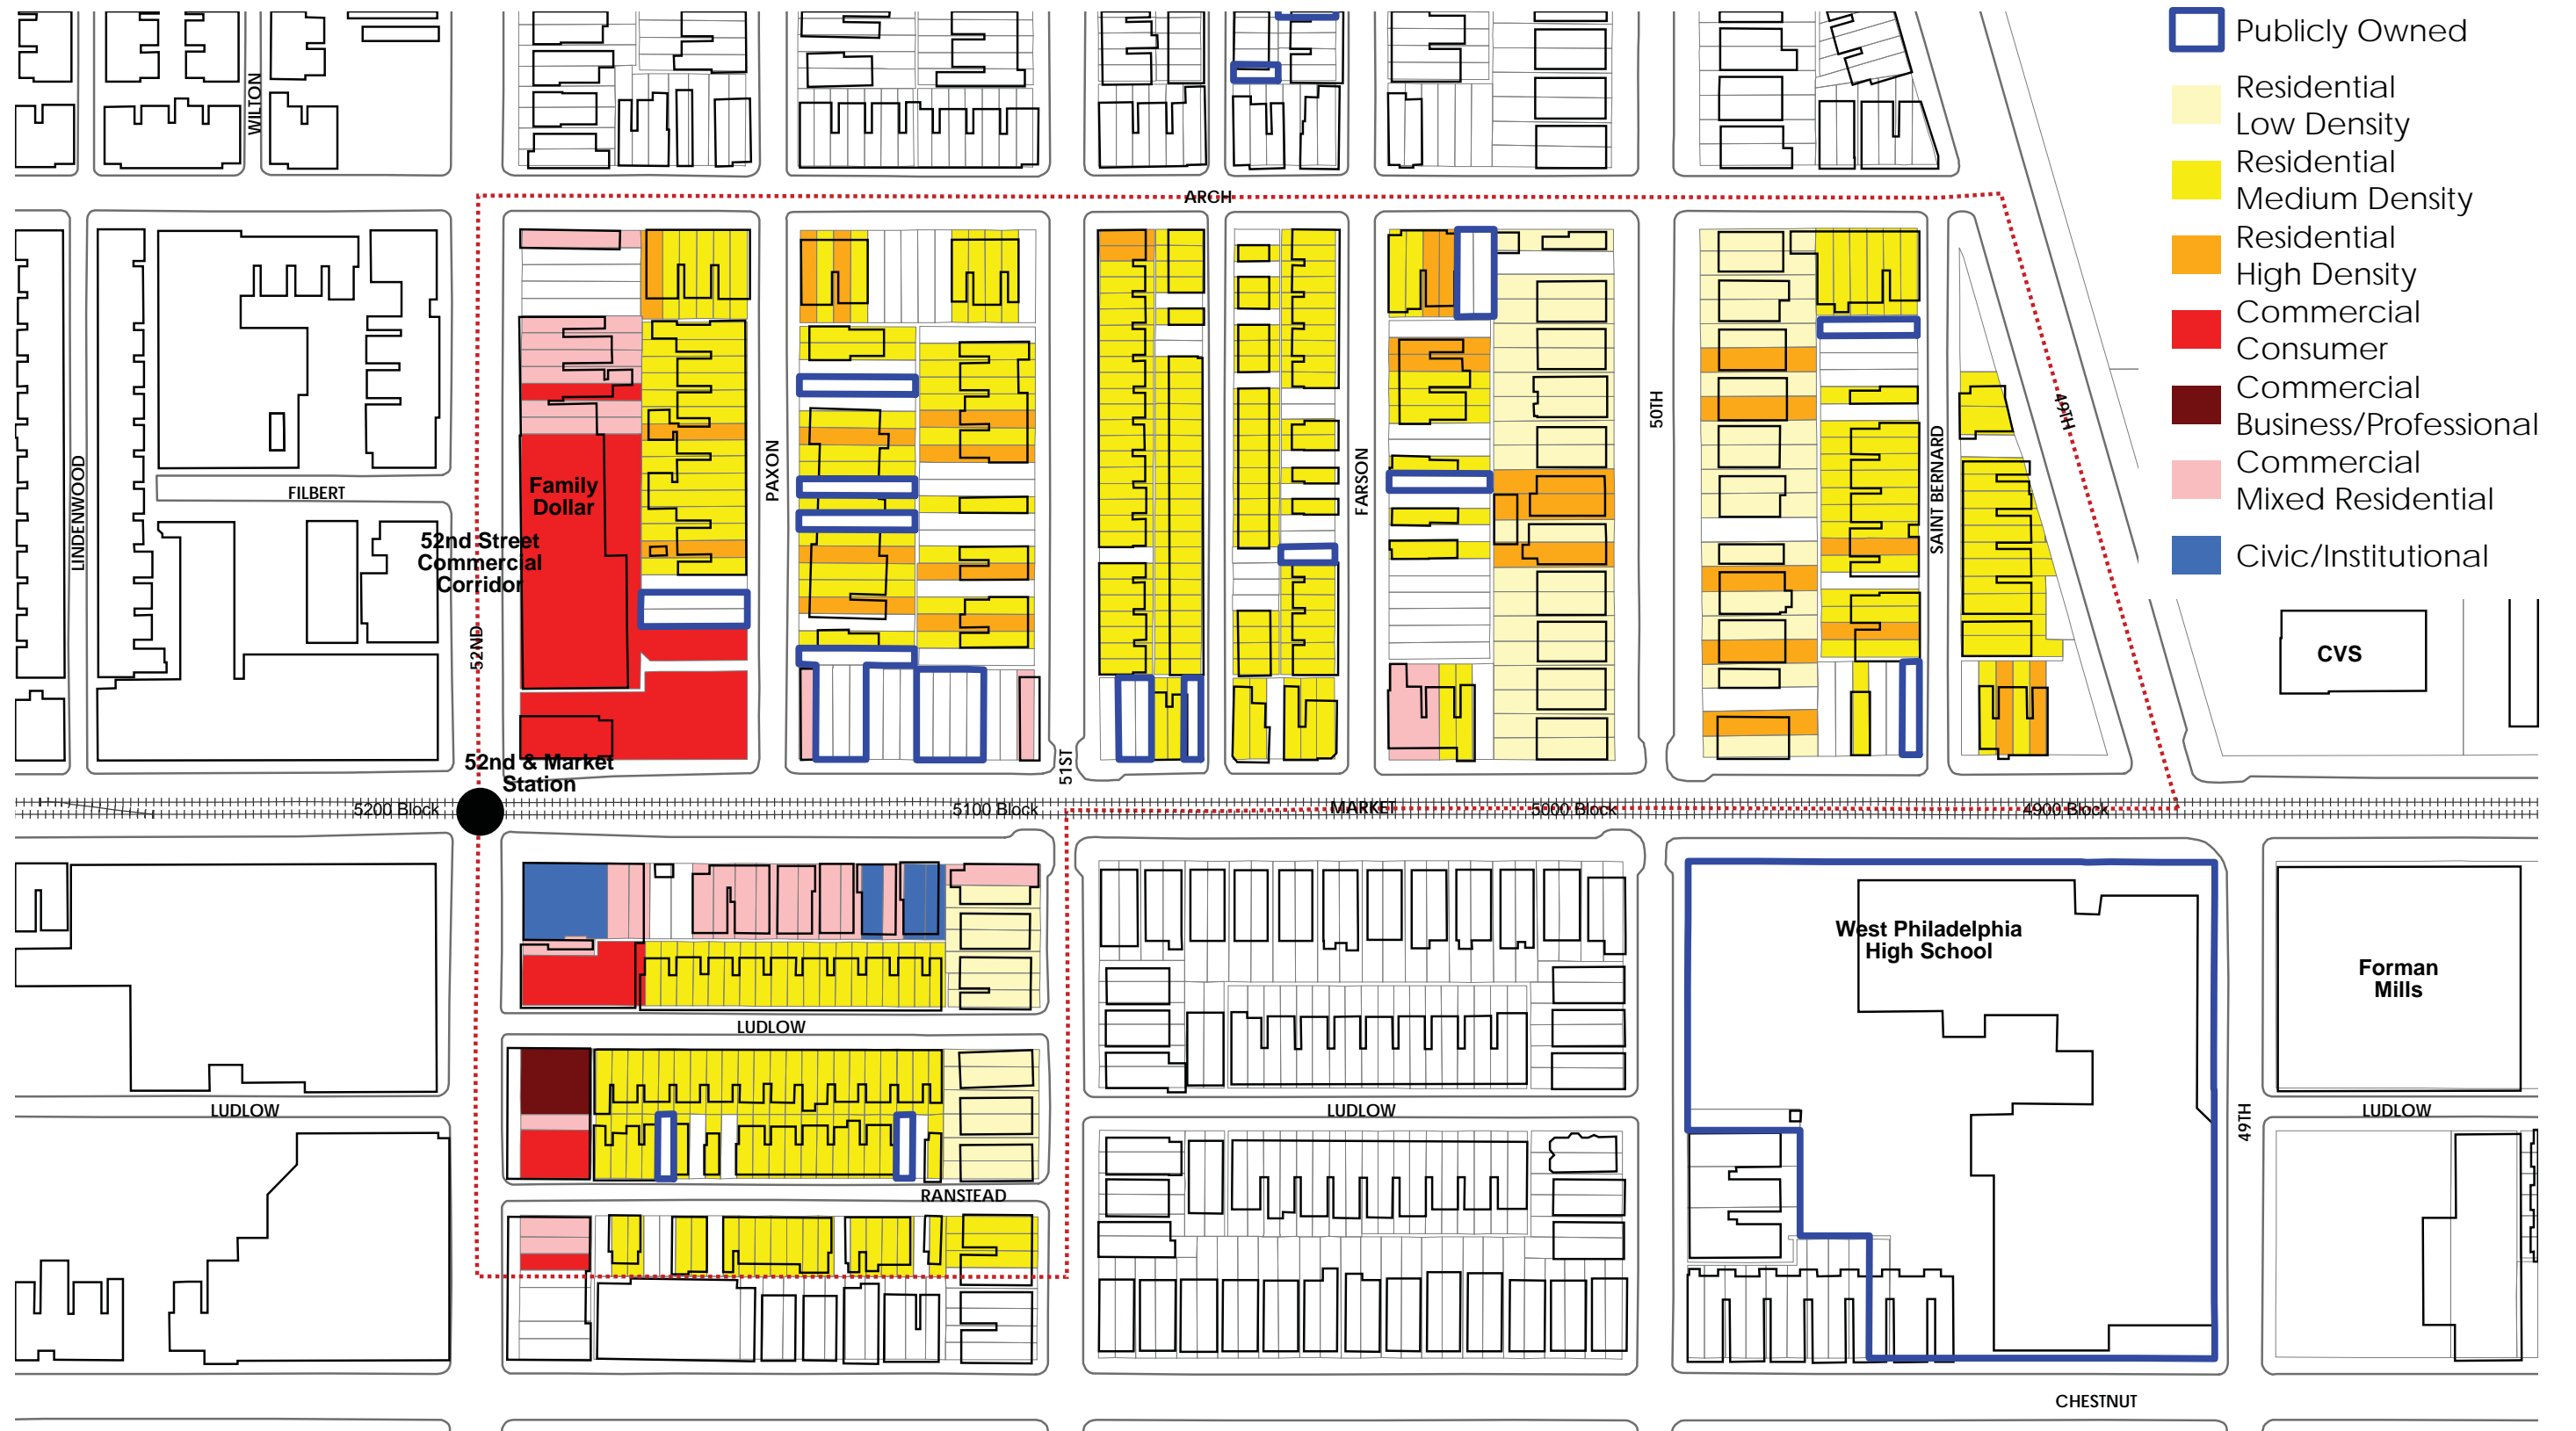 Publicly Owned
Residential
Low Density
Residential
Medium Density
Residential
High Density
Commercial
Consumer
Commercial
Business/Professional
Commercial
Mixed Residential
Civic/Institutional
WILTON
ARCH
LINDENWOOD
FILBERT
52ND
Family
Dollar
52nd Street
Commercial
Corridor
PAXON
51ST
FARSON
50TH
SAINT BERNARD
49TH
CVS
52nd & Market
Station
5200 Block
5100 Block
MARKET
5000 Block
4900 Block
West Philadelphia
High School
Forman
Mills
LUDLOW
LUDLOW
LUDLOW
LUDLOW
49TH
RANSTEAD
CHESTNUT